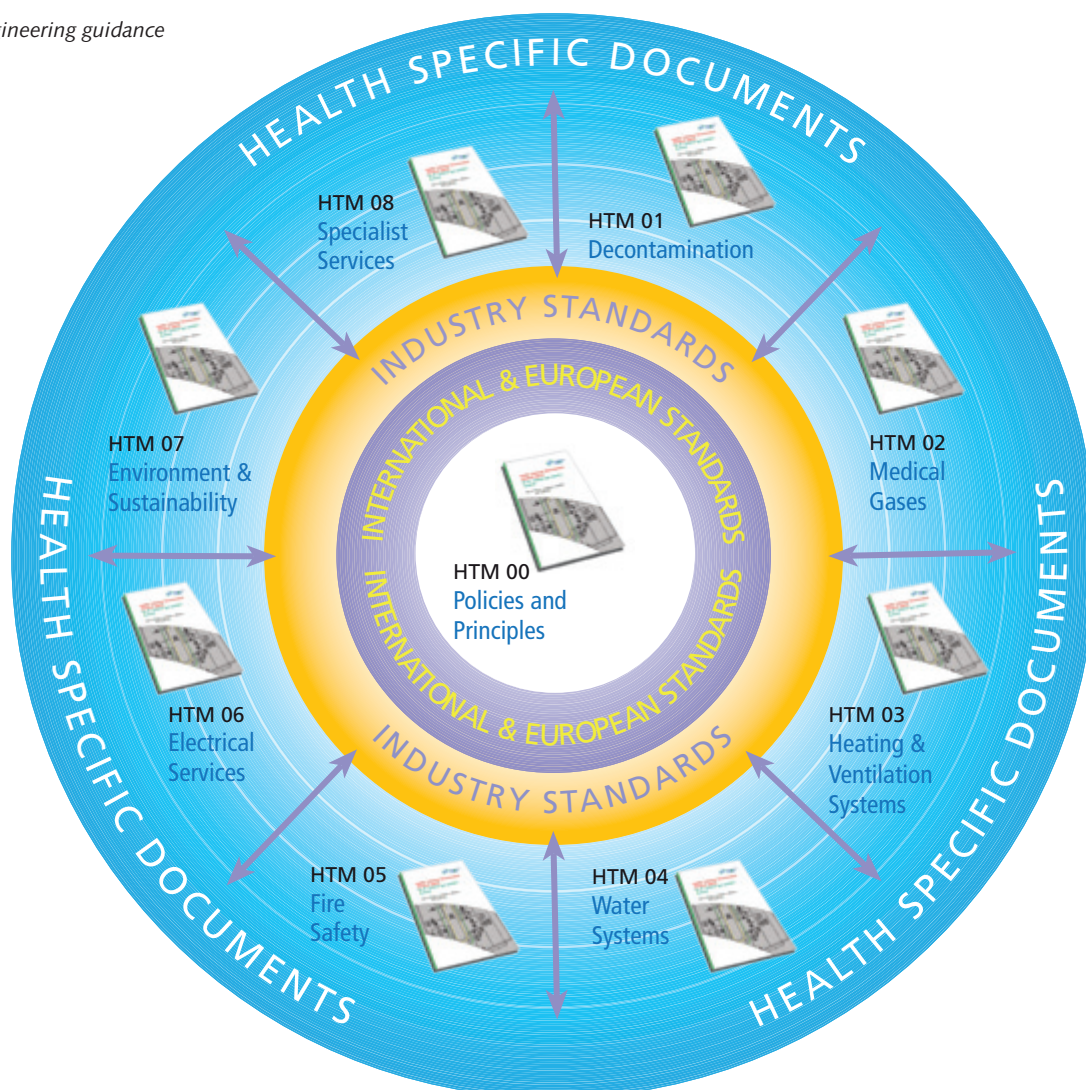 ineering guidance
HEALTH SPECIFIC DOCUMENTS
HTM 08
Specialist
Services
HTM 01
Decontamination
INDUSTRY STANDARDS
INTERNATIONAL & EUROPEAN STANDARDS
HTM 07
Environment &
Sustainability
HTM 02
Medical
Gases
HTM 00
Policies and
Principles
HEALTH SPECIFIC DOCUMENTS
HEALTH SPECIFIC DOCUMENTS
HTM 06
Electrical
Services
HTM 03
Heating &
Ventilation
Systems
INTERNATIONAL & EUROPEAN STANDARDS
INDUSTRY STANDARDS
HTM 05
Fire
Safety
HTM 04
Water
Systems